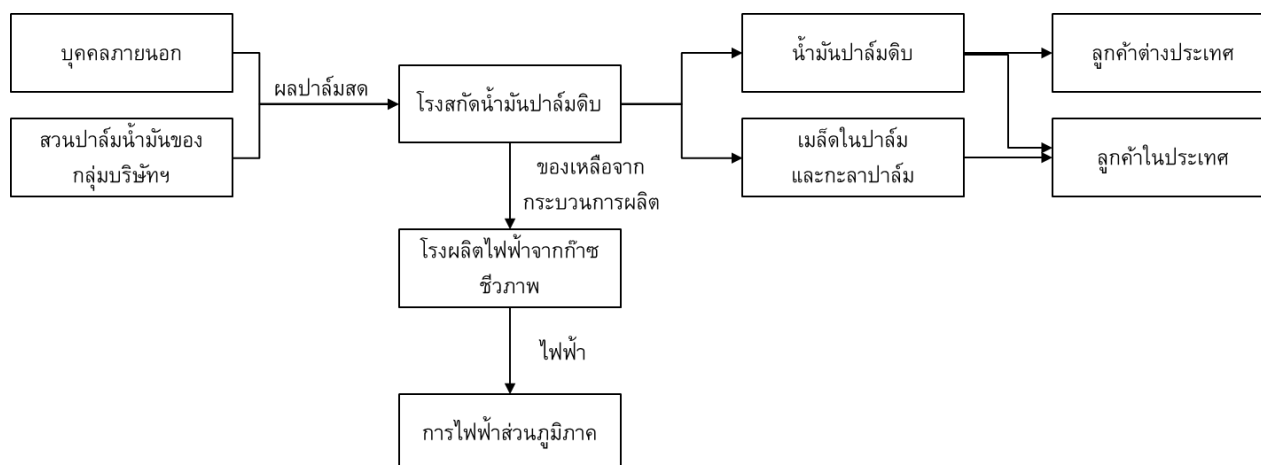 บุคคลภายนอก
สวนปาล์มน้ำมันของ
กลุ่มบริษัทฯ
ผลปาล์มสด
โรงสกัดน้ำมันปาล์มดิบ
น้ำมันปาล์มดิบ
เมล็ดในปาล์ม
และกะลาปาล์ม
ลูกค้าต่างประเทศ
ลูกค้าในประเทศ
ของเหลือจาก
กระบวนการผลิต
โรงผลิตไฟฟ้าจากก๊าซ
ชีวภาพ
ไฟฟ้า
การไฟฟ้าส่วนภูมิภาค